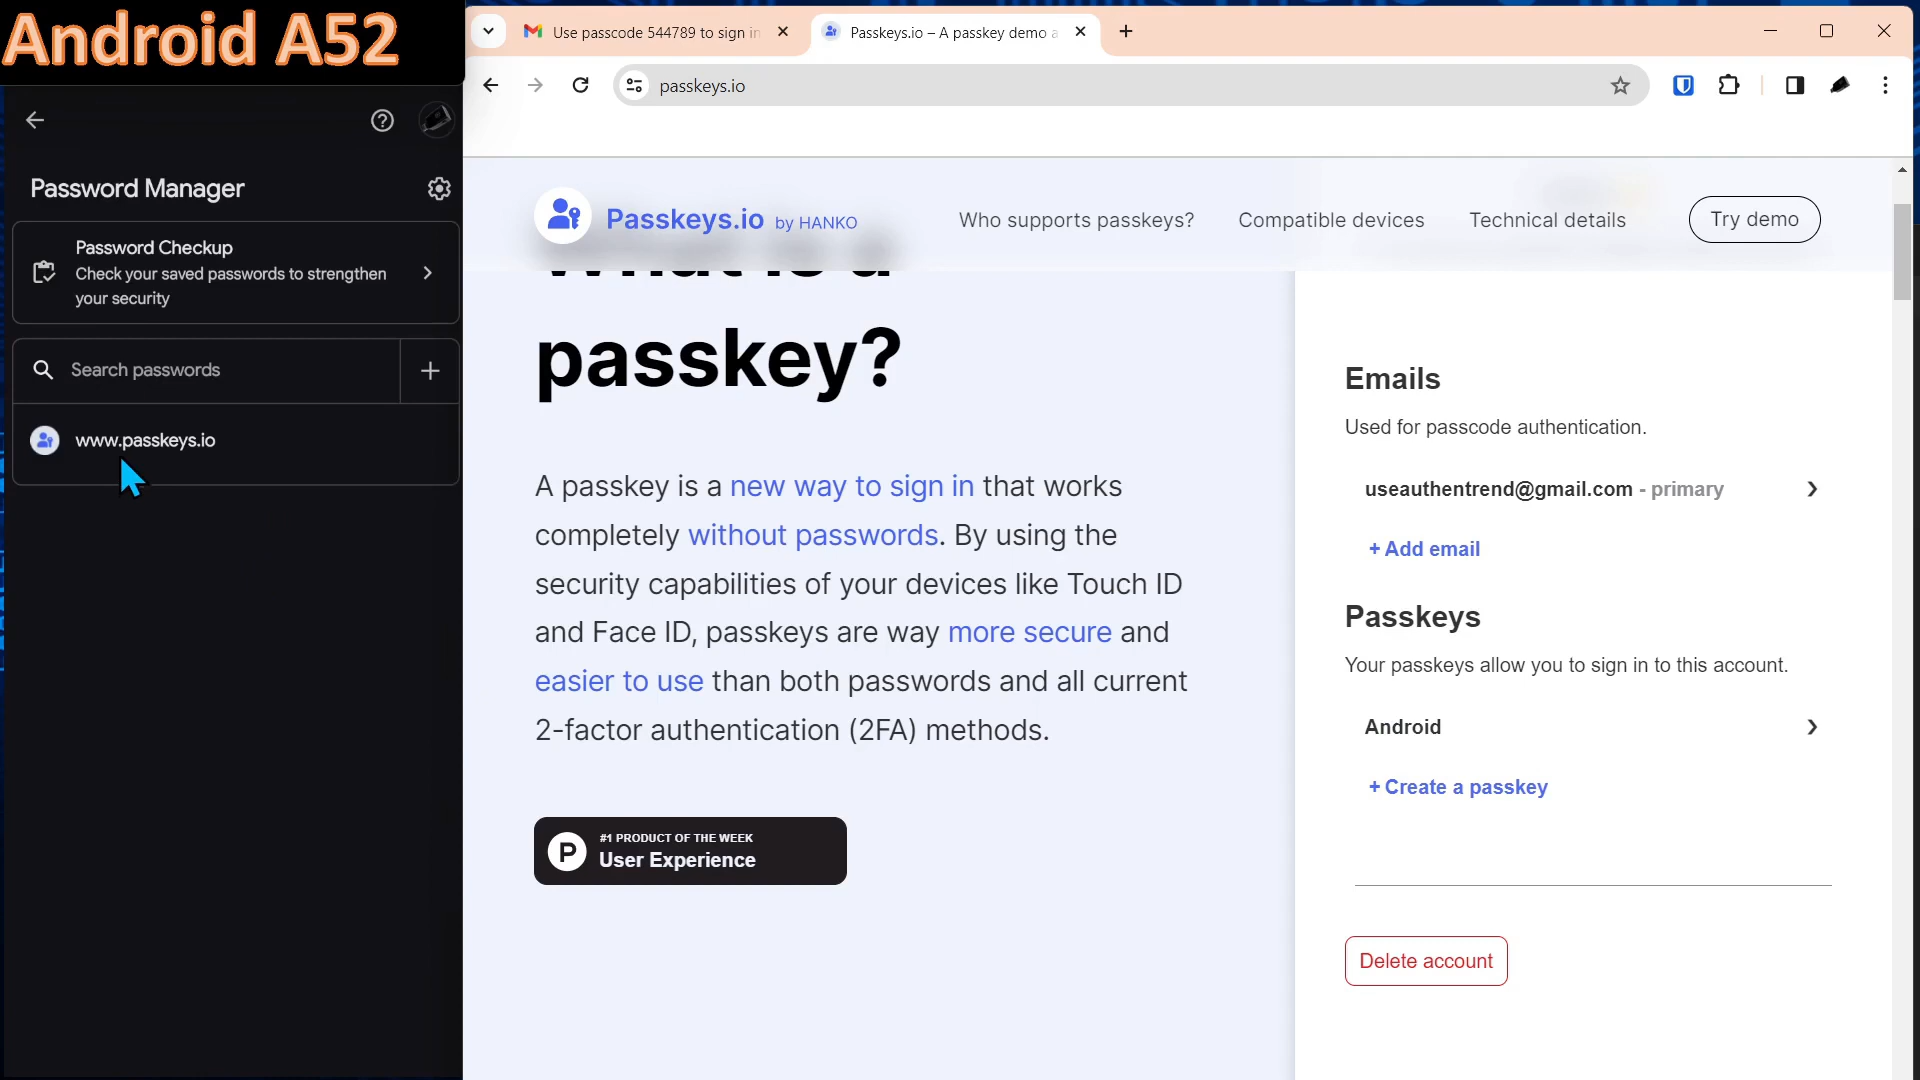 Android A52
Password Manager
Password Checkup
Check your saved passwords to strengthen
your security
Search passwords
www.passkeys.io
Use passcode 544789 to sign in
Passkeys.io – A passkey demo a
passkeys.io
Passkeys.io by HANKO
Who supports passkeys?
Compatible devices
Technical details
Try demo
What is a
passkey?
A passkey is a new way to sign in that works
completely without passwords. By using the
security capabilities of your devices like Touch ID
and Face ID, passkeys are way more secure and
easier to use than both passwords and all current
2-factor authentication (2FA) methods.
P
#1 PRODUCT OF THE WEEK
User Experience
Emails
Used for passcode authentication.
useauthentrend@gmail.com - primary
+ Add email
Passkeys
Your passkeys allow you to sign in to this account.
Android
+ Create a passkey
Delete account